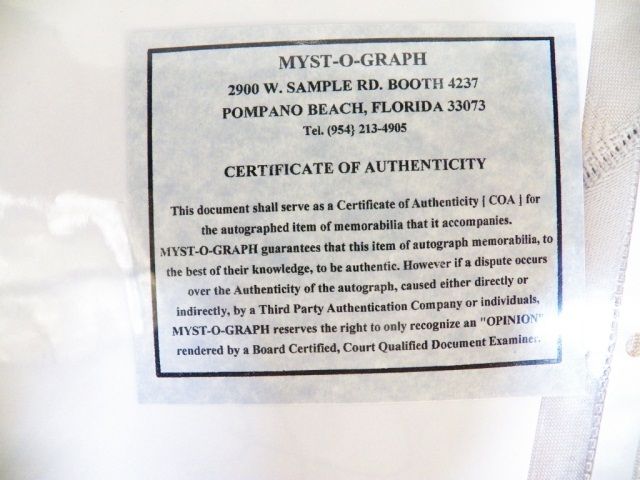 MYST-O-GRAPH
2900 W. SAMPLE RD. BOOTH 4237
POMPANO BEACH, FLORIDA 33073
Tel. (954} 213-4905
CERTIFICATE OF AUTHENTICITY
This document shall serve as a Certificate of Authenticity [ COA ] for
the autographed item of memorabilia that it accompanies.
MYST-O-GRAPH guarantees that this item of autograph memorabilia, to
the best of their knowledge, to be authentic. However if a dispute occurs
over the Authenticity of the autograph, caused either directly or
indirectly, by a Third Party Authentication Company or individuals,
MYST-O-GRAPH reserves the right to only recognize an "OPINION"
rendered by a Board Certified, Court Qualified Document Examiner.